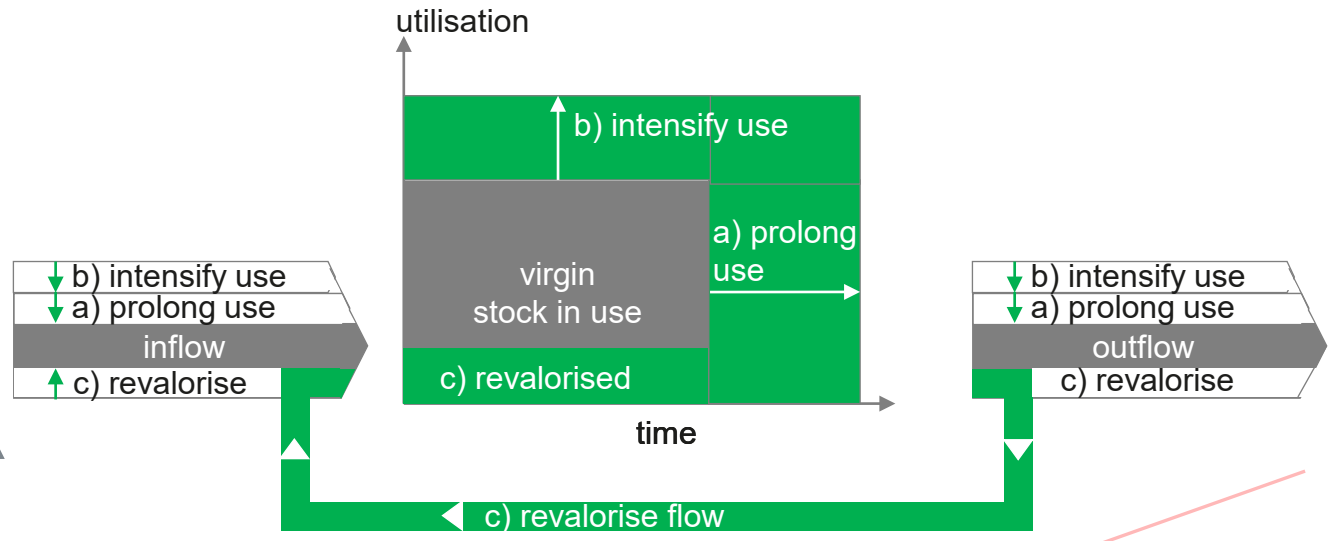 utilisation
b) intensify use
a) prolong
use
virgin
stock in use
c) revalorised
time
b) intensify use
a) prolong use
inflow
c) revalorise
b) intensify use
a) prolong use
outflow
c) revalorise
c) revalorise flow